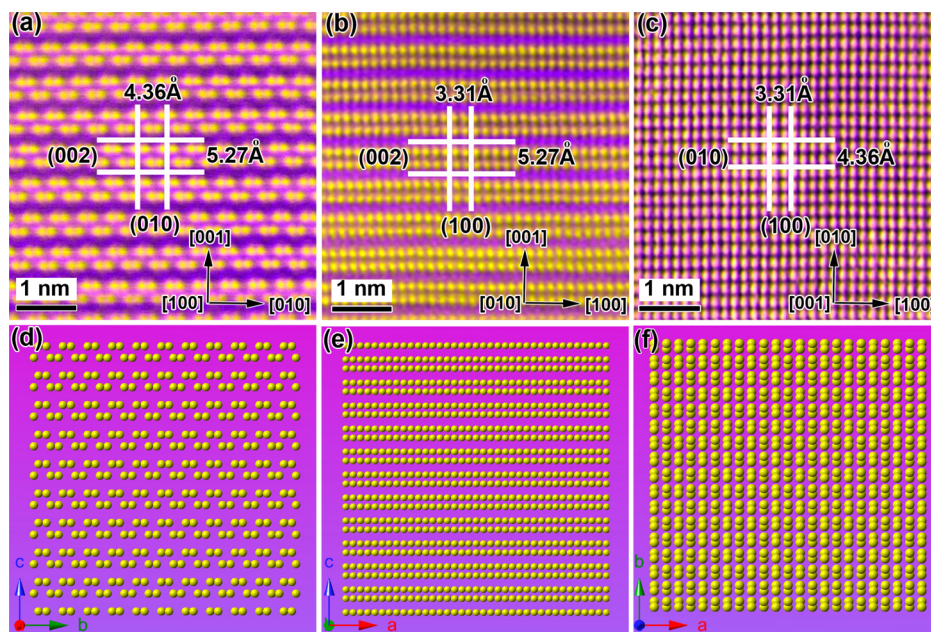 (a)
4.36Å
(002)
5.27Å
(010)
[001]
1 nm
[100]
[010]
(b)
3.31Å
(002)
5.27Å
(100)
[001]
1 nm
[010]
[100]
(c)
3.31Å
(010)
4.36Å
(100)
[010]
1 nm
[001]
[100]
(d)
c
b
(e)
c
b
a
(f)
b
a